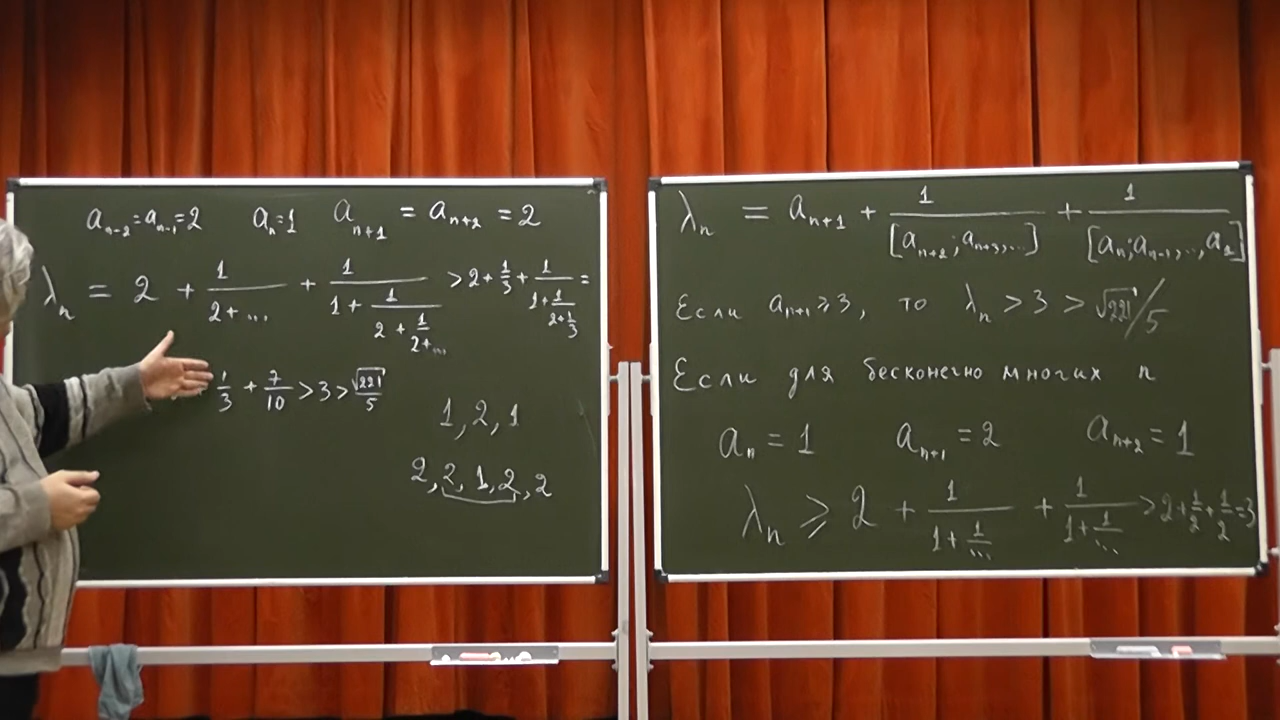 a_{n-2}=a_{n-1}=2 a_n=1 a_{n+1} = a_{n+2} = 2
λ_n = 2 + 1/(2+...) + 1/(1+1/(2+1/(2+...))) > 2+1/3+1/(1+1/(2+1/3)) =
1/3 + 7/10 > 3 > √221/5
1, 2, 1
2, 2, 1, 2, 2
λ_n = a_{n+1} + 1/[a_{n+2}; a_{n+3}, ...] + 1/[a_n; a_{n-1}, ..., a_1]
Если a_{n+1} ⩾ 3, то λ_n > 3 > √221/5
Если для бесконечно многих n
a_n = 1 a_{n+1} = 2 a_{n+2} = 1
λ_n ⩾ 2 + 1/(1+1/...) + 1/(1+1/...) > 2+1/2+1/2=3